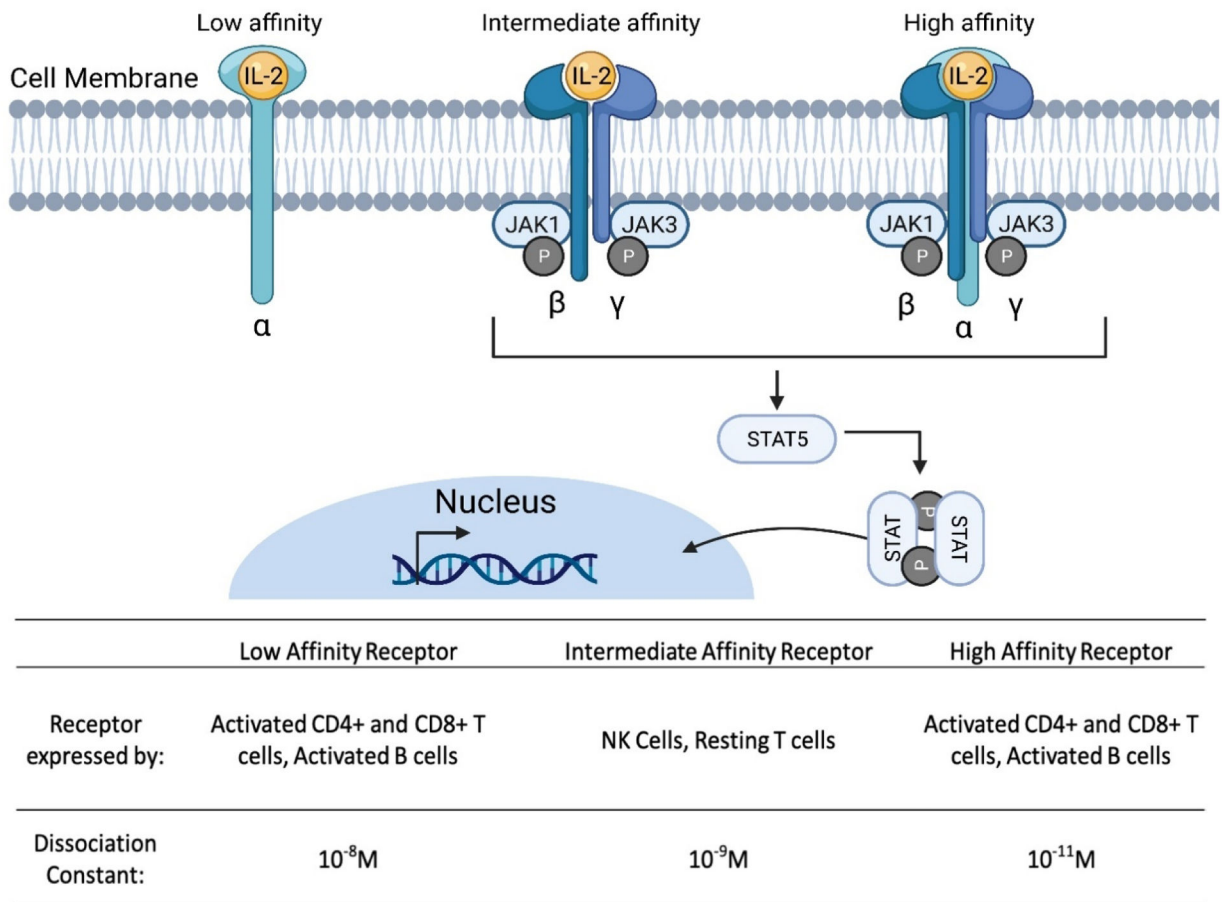 Low affinity
Intermediate affinity
High affinity
Cell Membrane
IL-2
IL-2
IL-2
JAK1
JAK3
JAK1
JAK3
P
P
P
P
α
β
γ
β
α
γ
STAT5
Nucleus
STAT
P
P
STAT
Low Affinity Receptor
Intermediate Affinity Receptor
High Affinity Receptor
Receptor
expressed by:
Activated CD4+ and CD8+ T
cells, Activated B cells
NK Cells, Resting T cells
Activated CD4+ and CD8+ T
cells, Activated B cells
Dissociation
Constant:
10⁻⁸M
10⁻⁹M
10⁻¹¹M